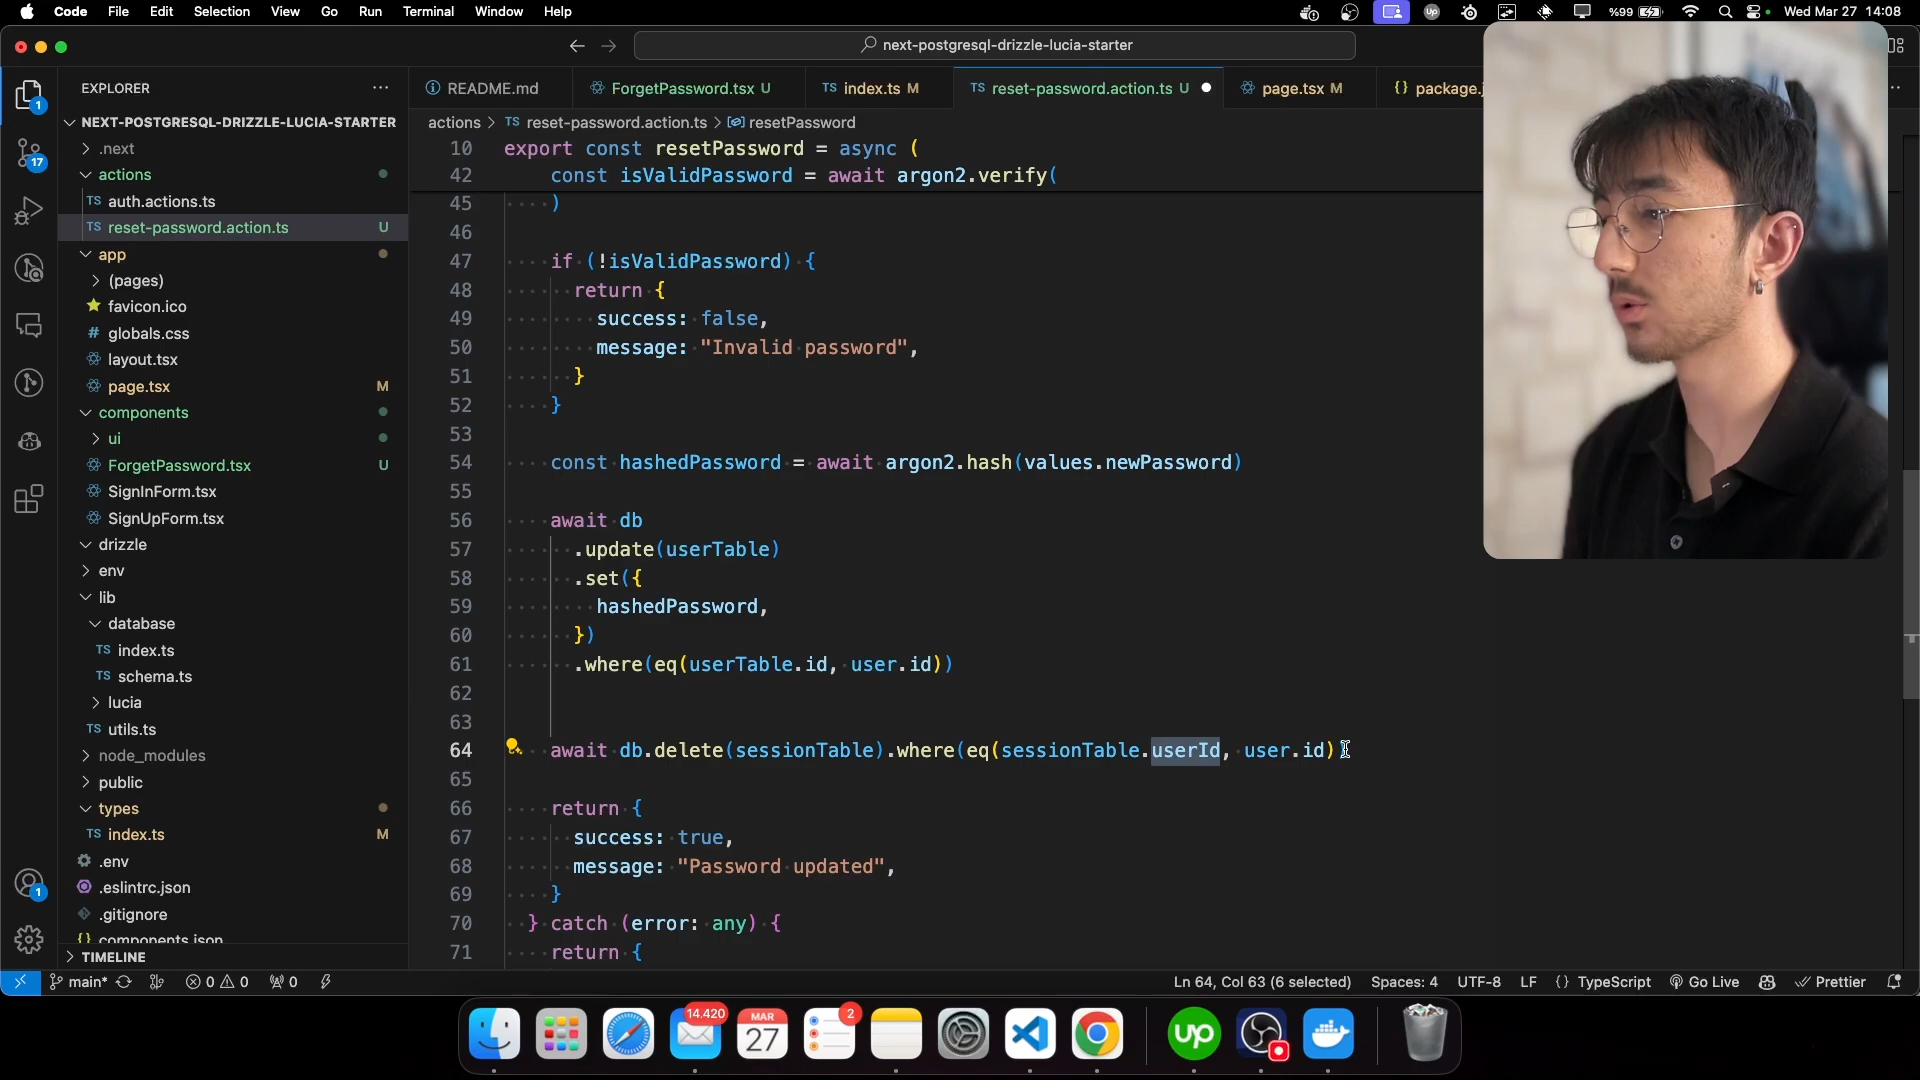 Code File Edit Selection View Go Run Terminal Window Help
%99 Wed Mar 27 14:08
next-postgresql-drizzle-lucia-starter
EXPLORER
README.md
ForgetPassword.tsx U
TS index.ts M
TS reset-password.action.ts U
page.tsx M
{} package.j
NEXT-POSTGRESQL-DRIZZLE-LUCIA-STARTER
.next
actions
TS auth.actions.ts
TS reset-password.action.ts U
app
(pages)
favicon.ico
# globals.css
layout.tsx
page.tsx M
components
ui
ForgetPassword.tsx U
SignInForm.tsx
SignUpForm.tsx
drizzle
env
lib
database
TS index.ts
TS schema.ts
lucia
TS utils.ts
node_modules
public
types
TS index.ts M
.env
.eslintrc.json
.gitignore
{} components.json
TIMELINE
1
17
1
actions > TS reset-password.action.ts > resetPassword
10 export const resetPassword = async (
42 const isValidPassword = await argon2.verify(
45 )
46
47 if (!isValidPassword) {
48 return {
49 success: false,
50 message: "Invalid password",
51 }
52 }
53
54 const hashedPassword = await argon2.hash(values.newPassword)
55
56 await db
57 .update(userTable)
58 .set({
59 hashedPassword,
60 })
61 .where(eq(userTable.id, user.id))
62
63
64 await db.delete(sessionTable).where(eq(sessionTable.userId, user.id))
65
66 return {
67 success: true,
68 message: "Password updated",
69 }
70 } catch (error: any) {
71 return {
main* 0 0 0
Ln 64, Col 63 (6 selected) Spaces: 4 UTF-8 LF {} TypeScript Go Live Prettier
14.420
MAR
27
2
up